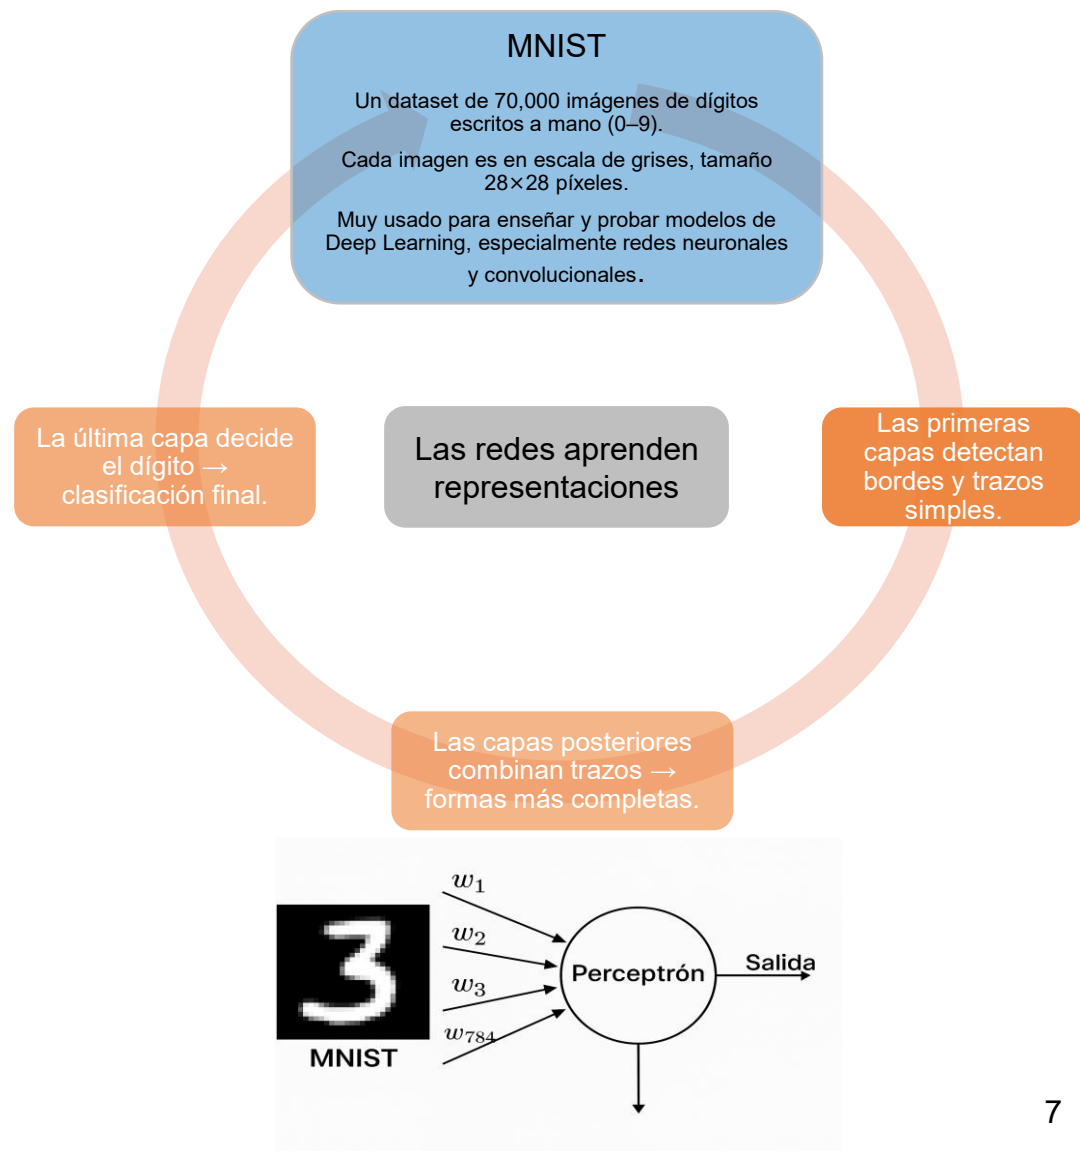 MNIST
Un dataset de 70,000 imágenes de dígitos
escritos a mano (0–9).
Cada imagen es en escala de grises, tamaño
28×28 píxeles.
Muy usado para enseñar y probar modelos de
Deep Learning, especialmente redes neuronales
y convolucionales.
La última capa decide
el dígito →
clasificación final.
Las redes aprenden
representaciones
Las primeras
capas detectan
bordes y trazos
simples.
Las capas posteriores
combinan trazos →
formas más completas.
w₁
w₂
w₃
w₇₈₄
3
MNIST
Perceptrón
Salida
7